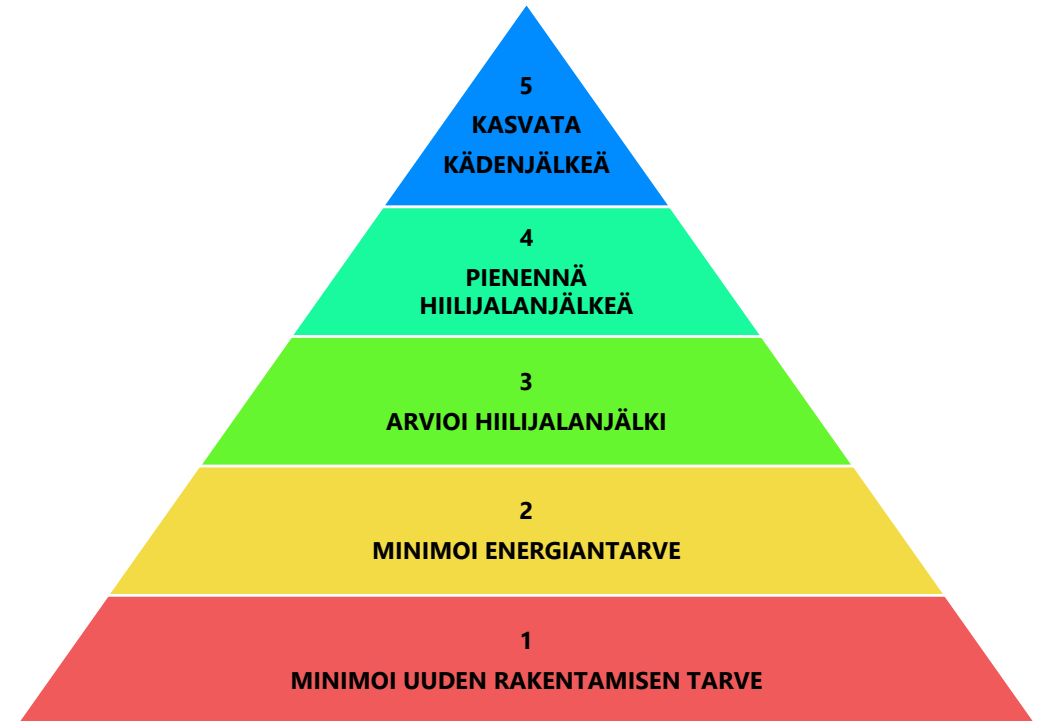 5
KASVATA
KÄDENJÄLKEÄ
4
PIENENNÄ
HIILIJALANJÄLKEÄ
3
ARVIOI HIILIJALANJÄLKI
2
MINIMOI ENERGIANTARVE
1
MINIMOI UUDEN RAKENTAMISEN TARVE